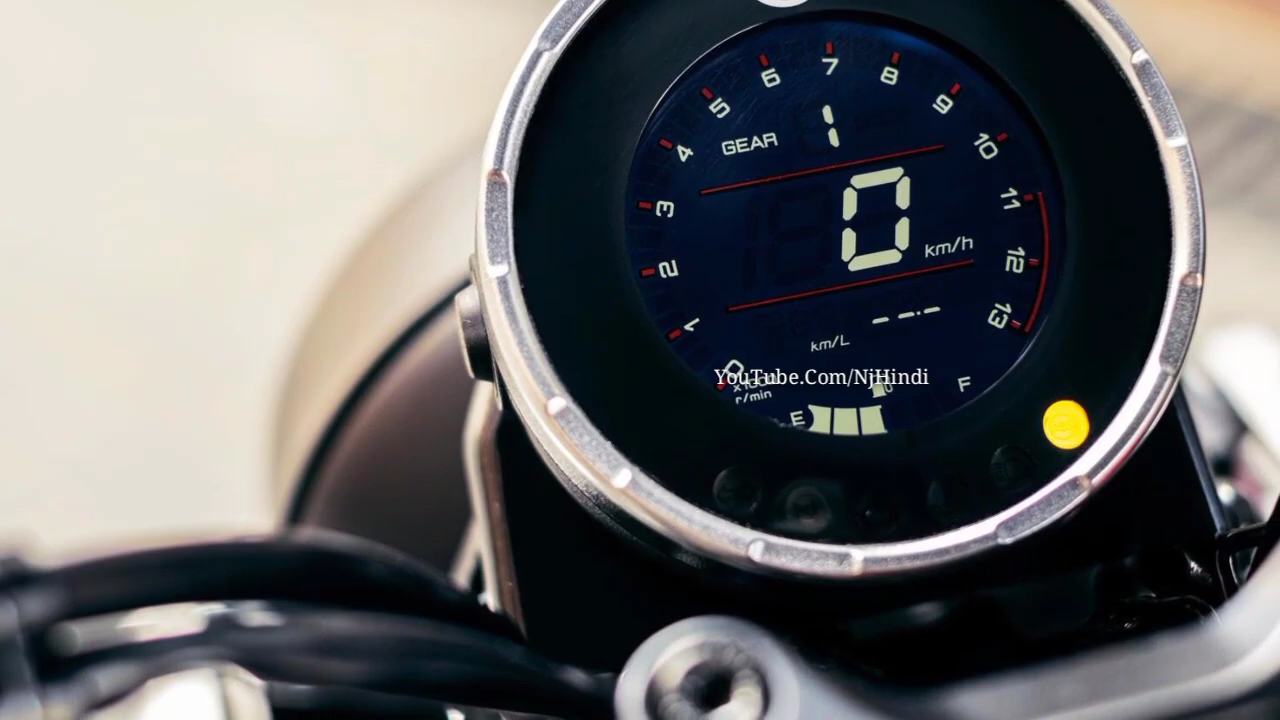 0 1 2 3 4 5 6 7 8 9 10 11 12 13
GEAR 1
0 km/h
km/L --.-
YouTube.Com/NjHindi
r/min
E F